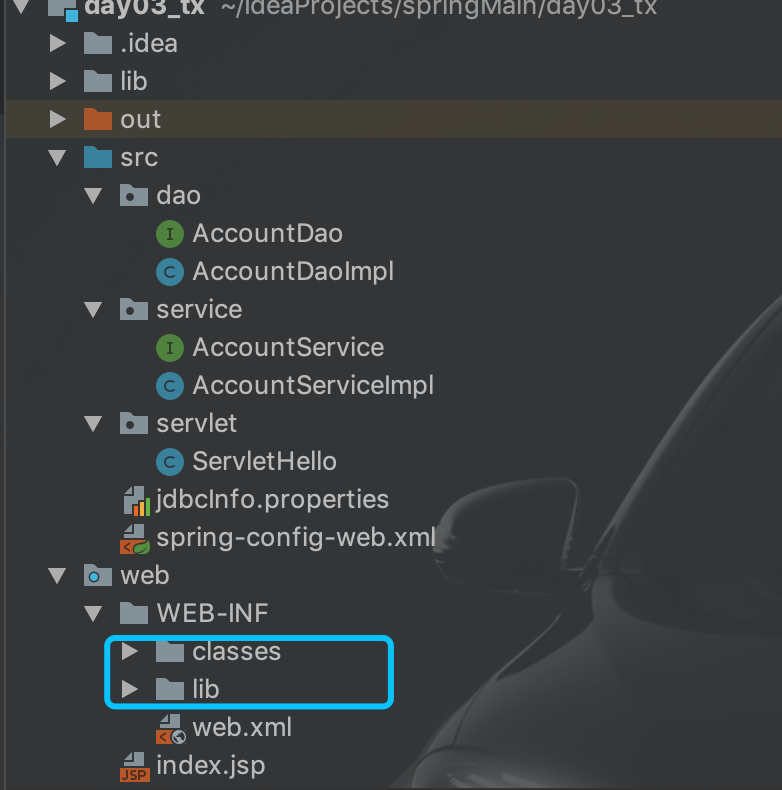 day03_tx ~/IdeaProjects/springMain/day03_tx
.idea
lib
out
src
dao
I AccountDao
C AccountDaoImpl
service
I AccountService
C AccountServiceImpl
servlet
C ServletHello
jdbcInfo.properties
spring-config-web.xml
web
WEB-INF
classes
lib
web.xml
JSP index.jsp